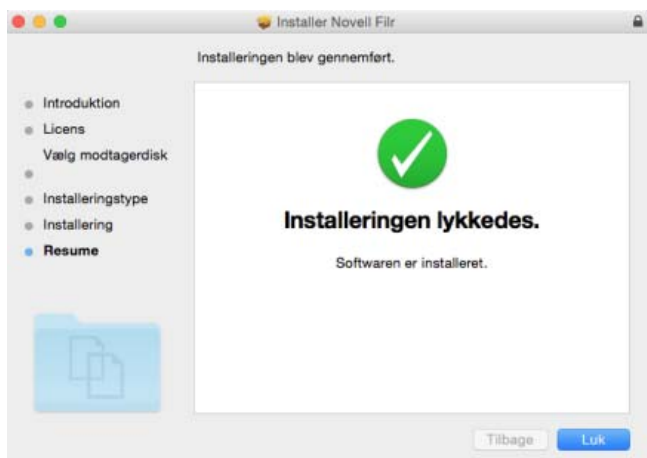 Installer Novell Filr
Installeringen blev gennemført.
Introduktion
Licens
Vælg modtagerdisk
Installeringstype
Installering
Resume
Installeringen lykkedes.
Softwaren er installeret.
Tilbage
Luk